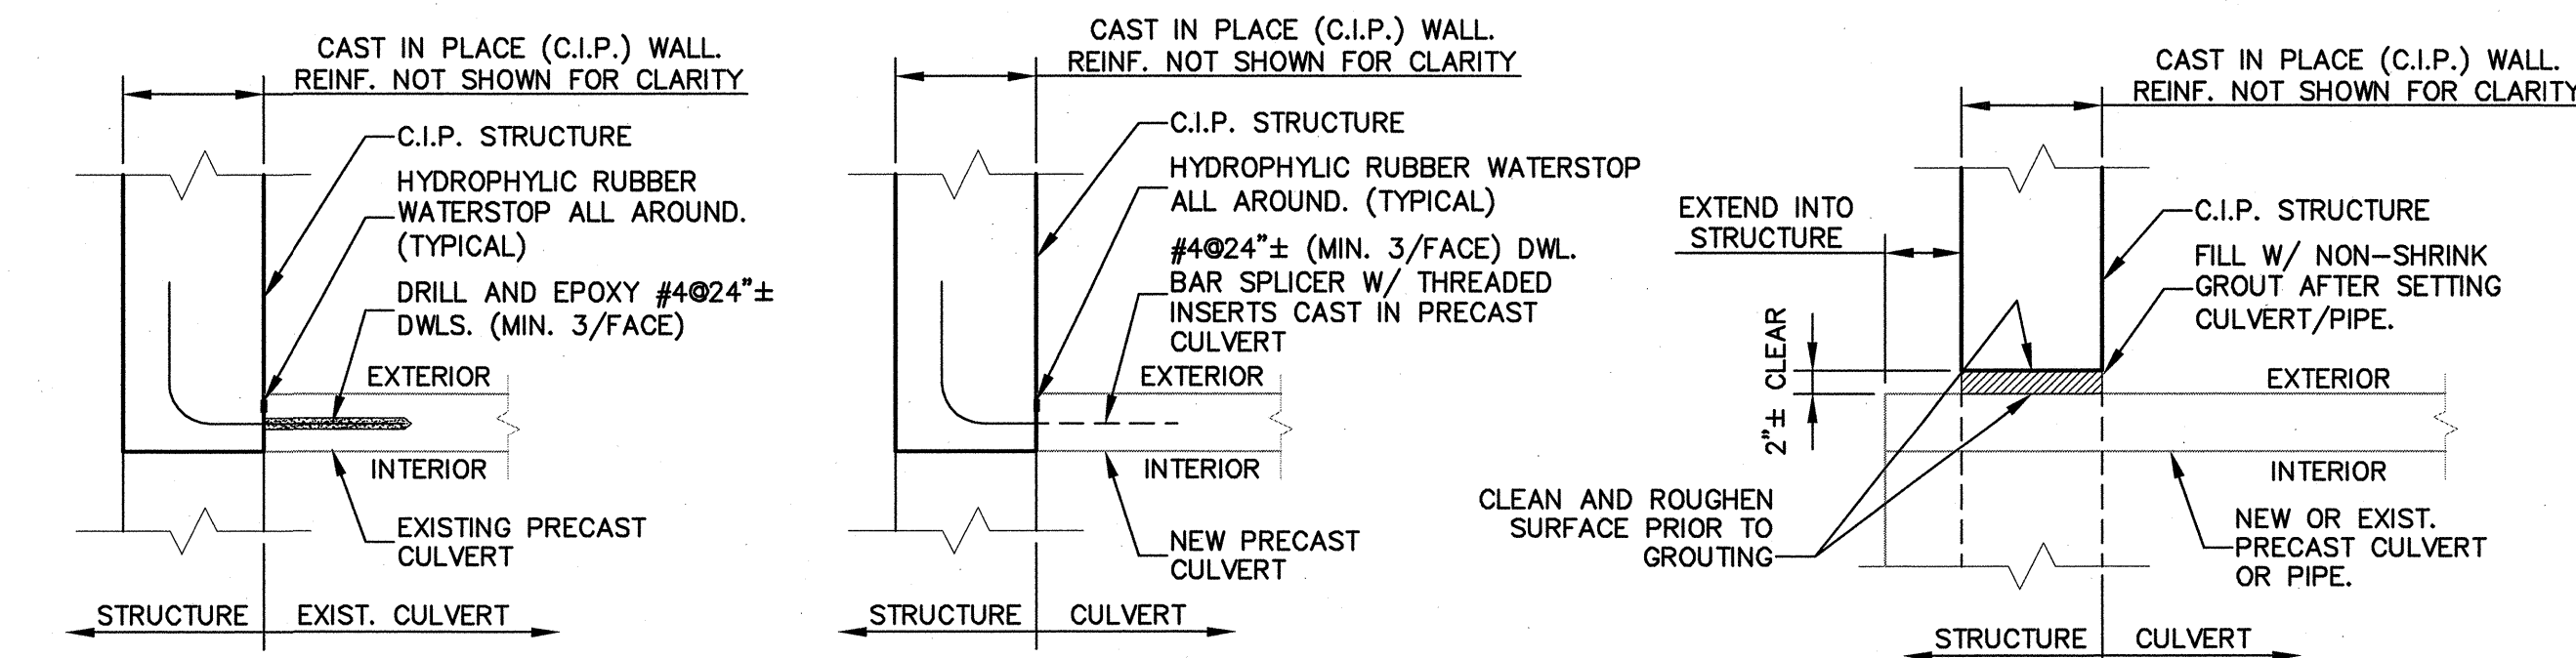 CAST IN PLACE (C.I.P.) WALL.
REINF. NOT SHOWN FOR CLARITY
C.I.P. STRUCTURE
HYDROPHYLIC RUBBER
WATERSTOP ALL AROUND.
(TYPICAL)
DRILL AND EPOXY #4@24"±
DWLS. (MIN. 3/FACE)
EXTERIOR
INTERIOR
EXISTING PRECAST
CULVERT
STRUCTURE
EXIST. CULVERT
CAST IN PLACE (C.I.P.) WALL.
REINF. NOT SHOWN FOR CLARITY
C.I.P. STRUCTURE
HYDROPHYLIC RUBBER WATERSTOP
ALL AROUND. (TYPICAL)
#4@24"± (MIN. 3/FACE) DWL.
BAR SPLICER W/ THREADED
INSERTS CAST IN PRECAST
CULVERT
EXTERIOR
INTERIOR
NEW PRECAST
CULVERT
STRUCTURE
CULVERT
CAST IN PLACE (C.I.P.) WALL.
REINF. NOT SHOWN FOR CLARITY
EXTEND INTO
STRUCTURE
C.I.P. STRUCTURE
FILL W/ NON-SHRINK
GROUT AFTER SETTING
CULVERT/PIPE.
2"± CLEAR
EXTERIOR
INTERIOR
CLEAN AND ROUGHEN
SURFACE PRIOR TO
GROUTING
NEW OR EXIST.
PRECAST CULVERT
OR PIPE.
STRUCTURE
CULVERT